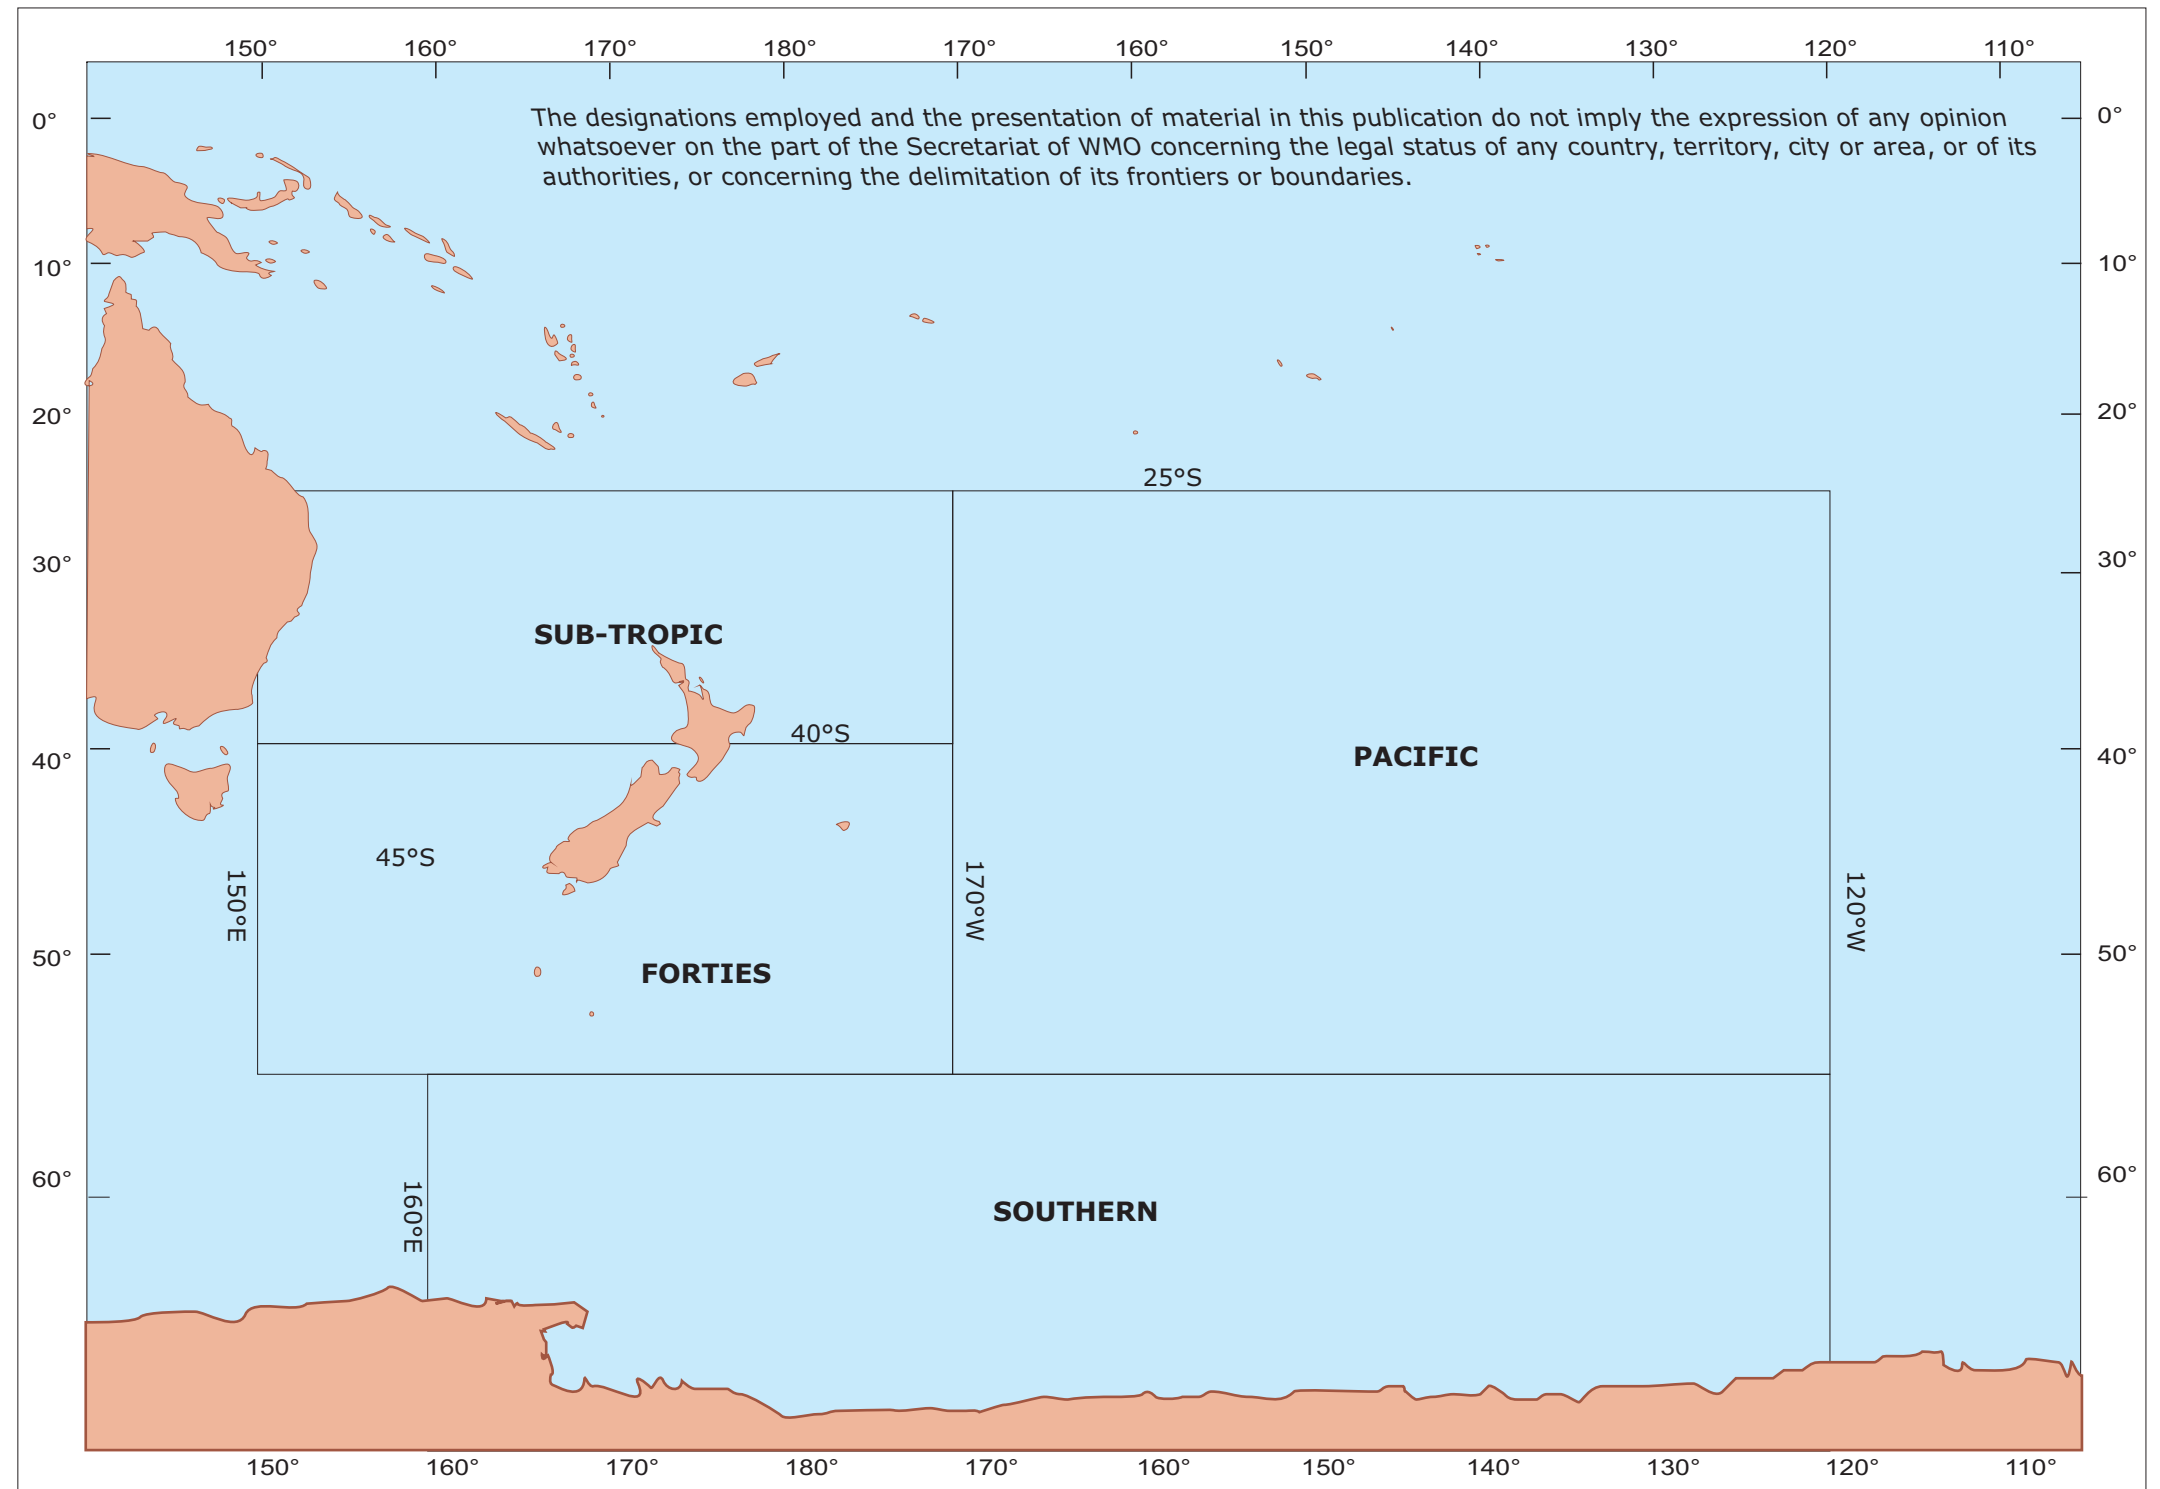 150° 160° 170° 180° 170° 160° 150° 140° 130° 120° 110°
The designations employed and the presentation of material in this publication do not imply the expression of any opinion
whatsoever on the part of the Secretariat of WMO concerning the legal status of any country, territory, city or area, or of its
authorities, or concerning the delimitation of its frontiers or boundaries.
0° 0°
10° 10°
20° 20°
25°S
30° 30°
SUB-TROPIC
40°S
40° PACIFIC 40°
45°S
150°E 170°W 120°W
50° FORTIES 50°
60° 60°
160°E SOUTHERN
150° 160° 170° 180° 170° 160° 150° 140° 130° 120° 110°